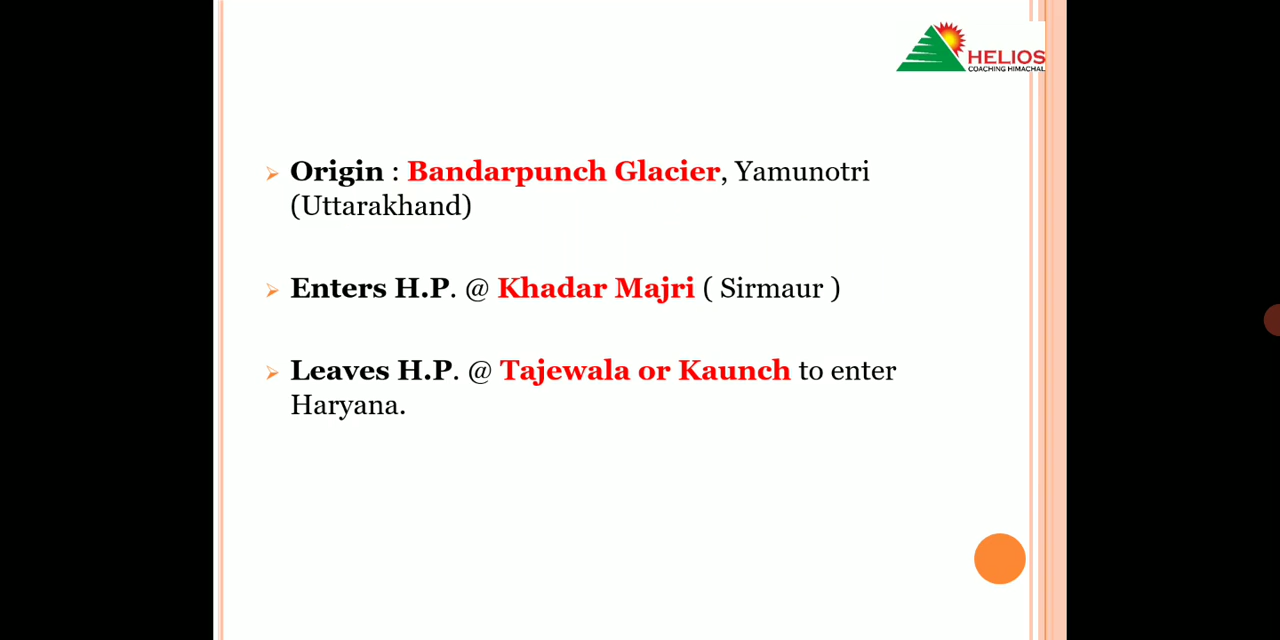 HELIOS
COACHING HIMACHAL
Origin : Bandarpunch Glacier, Yamunotri
(Uttarakhand)
Enters H.P. @ Khadar Majri ( Sirmaur )
Leaves H.P. @ Tajewala or Kaunch to enter
Haryana.